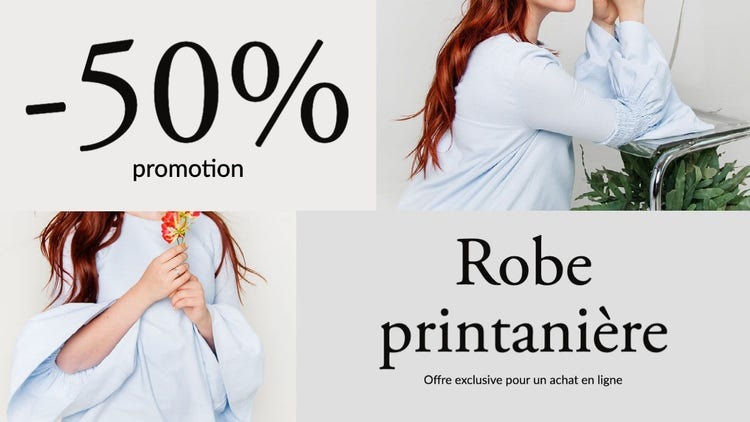 -50%
promotion
Robe
printanière
Offre exclusive pour un achat en ligne